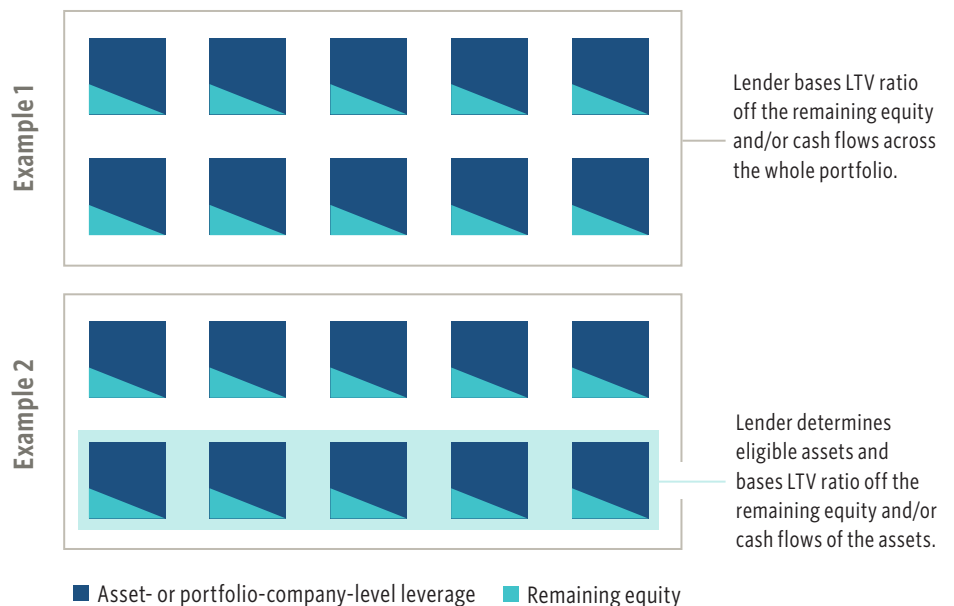 Example 1
Lender bases LTV ratio
off the remaining equity
and/or cash flows across
the whole portfolio.
Example 2
Lender determines
eligible assets and
bases LTV ratio off the
remaining equity and/or
cash flows of the assets.
Asset- or portfolio-company-level leverage
Remaining equity